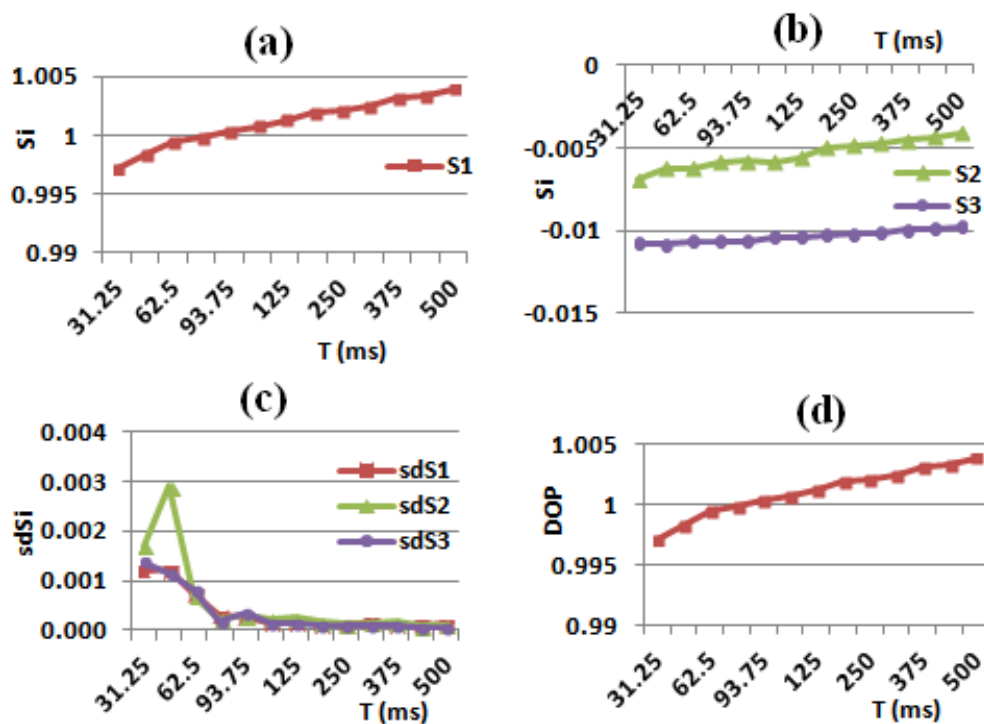 (a)
1.005
1
0.995
0.99
Si
S1
31.25
62.5
93.75
125
250
375
500
T (ms)
(b)
T (ms)
0
-0.005
-0.01
-0.015
Si
31.25
62.5
93.75
125
250
375
500
S2
S3
(c)
0.004
0.003
0.002
0.001
0.000
sdSi
sdS1
sdS2
sdS3
31.25
62.5
93.75
125
250
375
500
T (ms)
(d)
1.005
1
0.995
0.99
DOP
31.25
62.5
93.75
125
250
375
500
T (ms)